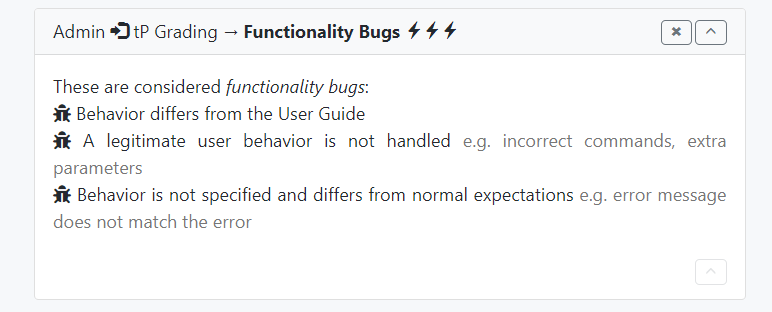 Admin tP Grading → Functionality Bugs
These are considered functionality bugs:
Behavior differs from the User Guide
A legitimate user behavior is not handled e.g. incorrect commands, extra
parameters
Behavior is not specified and differs from normal expectations e.g. error message
does not match the error